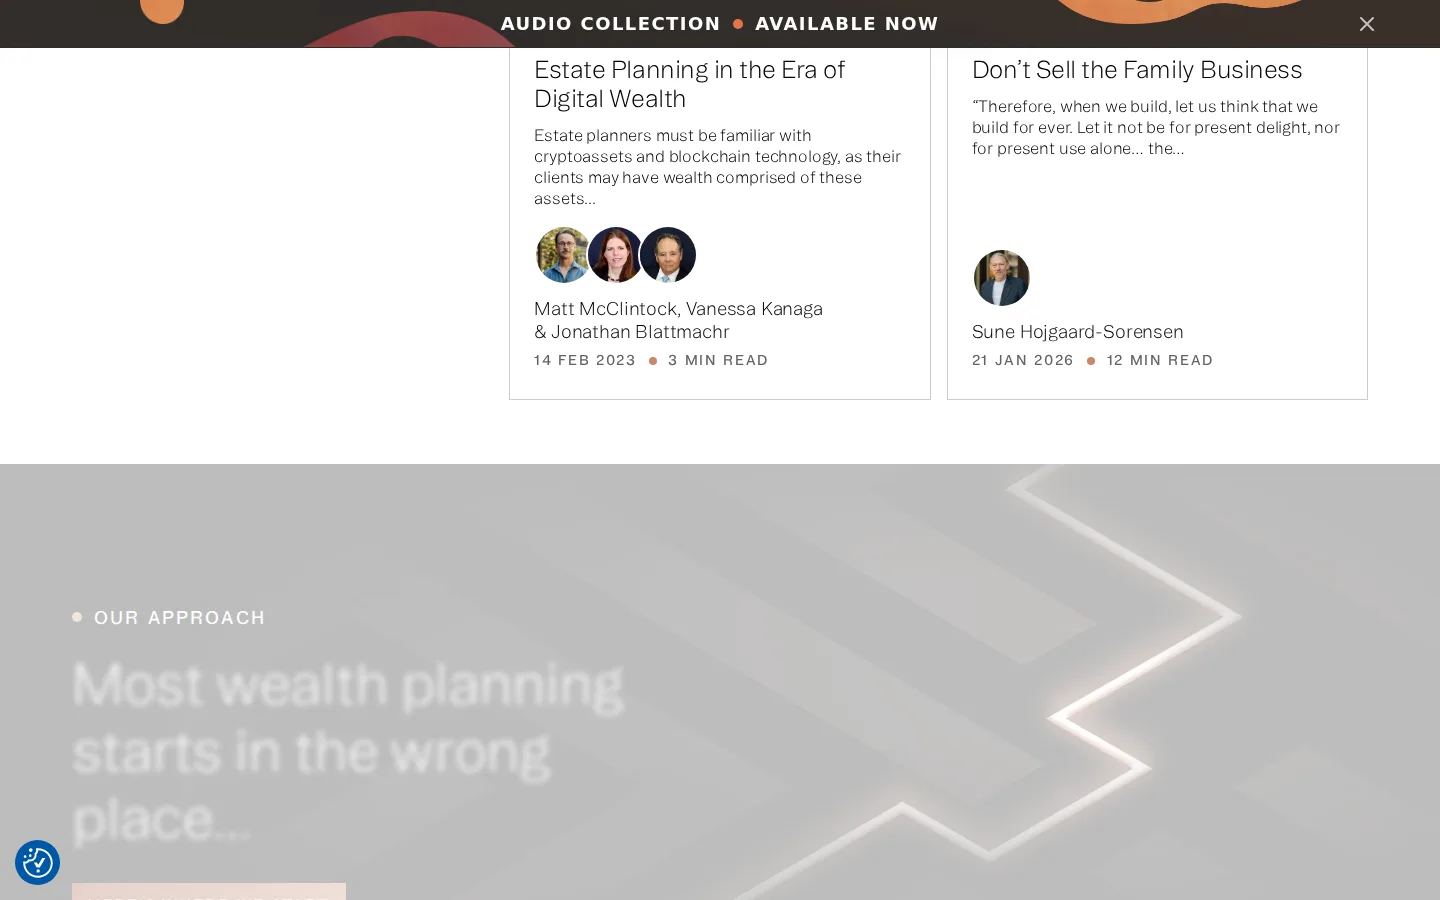 AUDIO COLLECTION ● AVAILABLE NOW
Estate Planning in the Era of
Digital Wealth
Estate planners must be familiar with
cryptoassets and blockchain technology, as their
clients may have wealth comprised of these
assets...
Matt McClintock, Vanessa Kanaga
& Jonathan Blattmachr
14 FEB 2023 ● 3 MIN READ
Don’t Sell the Family Business
“Therefore, when we build, let us think that we
build for ever. Let it not be for present delight, nor
for present use alone... the...
Sune Hojgaard-Sorensen
21 JAN 2026 ● 12 MIN READ
OUR APPROACH
Most wealth planning
starts in the wrong
place...